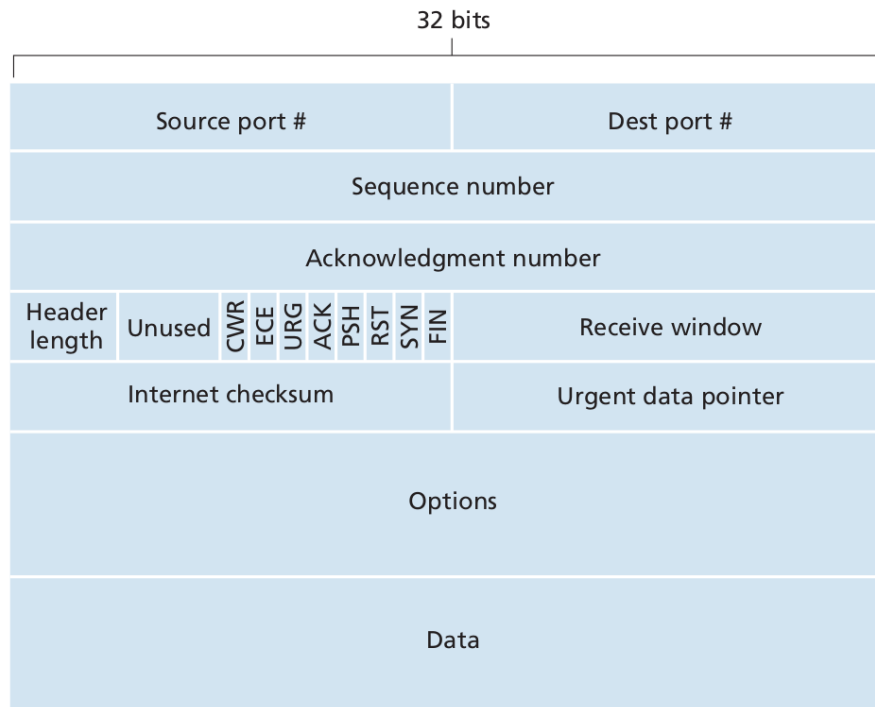 32 bits
Source port # Dest port #
Sequence number
Acknowledgment number
Header length Unused CWR ECE URG ACK PSH RST SYN FIN Receive window
Internet checksum Urgent data pointer
Options
Data